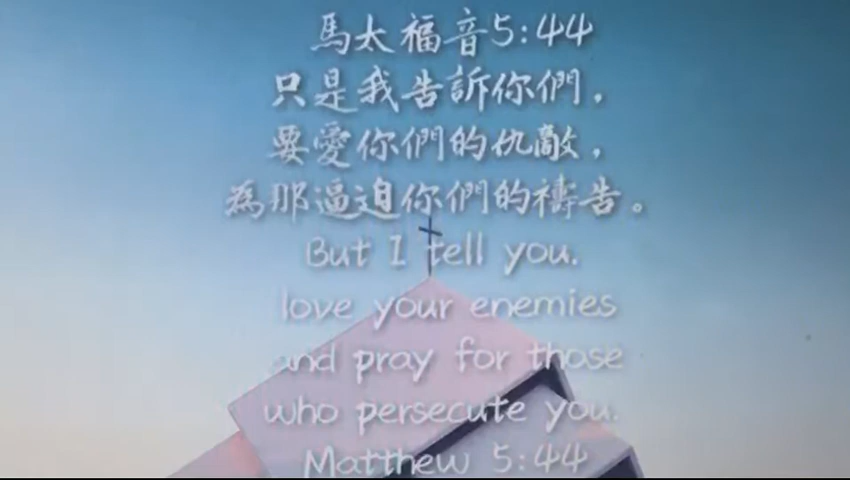 馬太福音5:44
只是我告訴你們，
要愛你們的仇敵，
為那逼迫你們的禱告。
But I tell you.
love your enemies
and pray for those
who persecute you.
Matthew 5:44